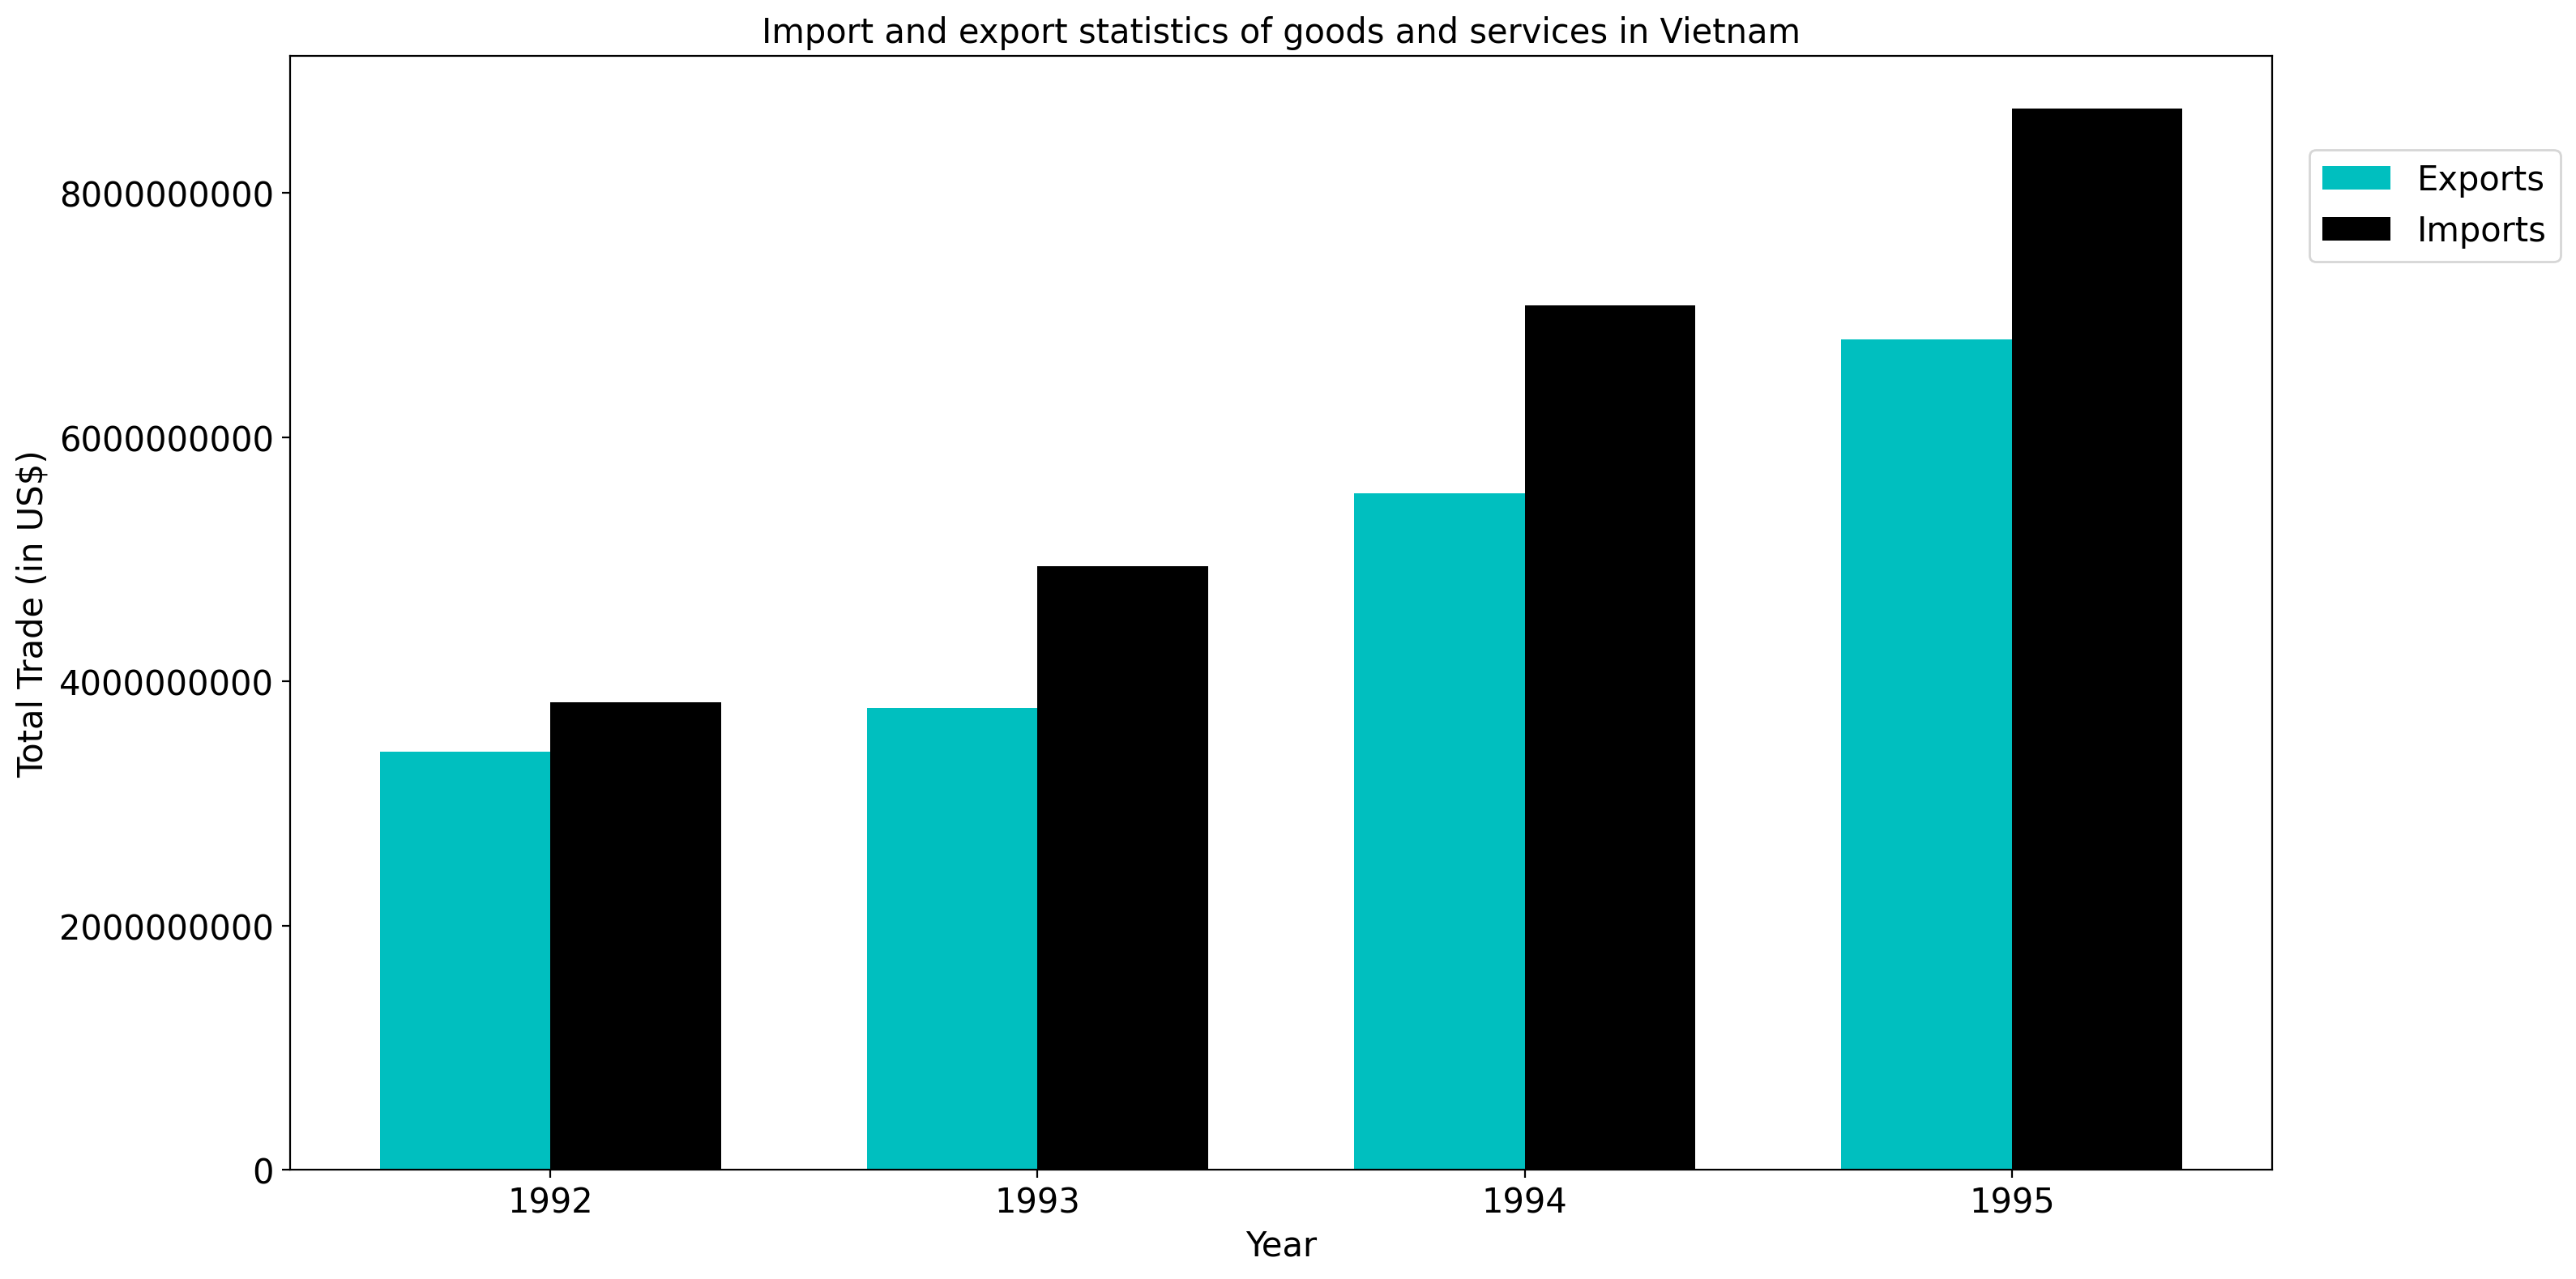 Import and export statistics of goods and services in Vietnam
Total Trade (in US$)
8000000000
6000000000
4000000000
2000000000
0
1992
1993
1994
1995
Year
Exports
Imports